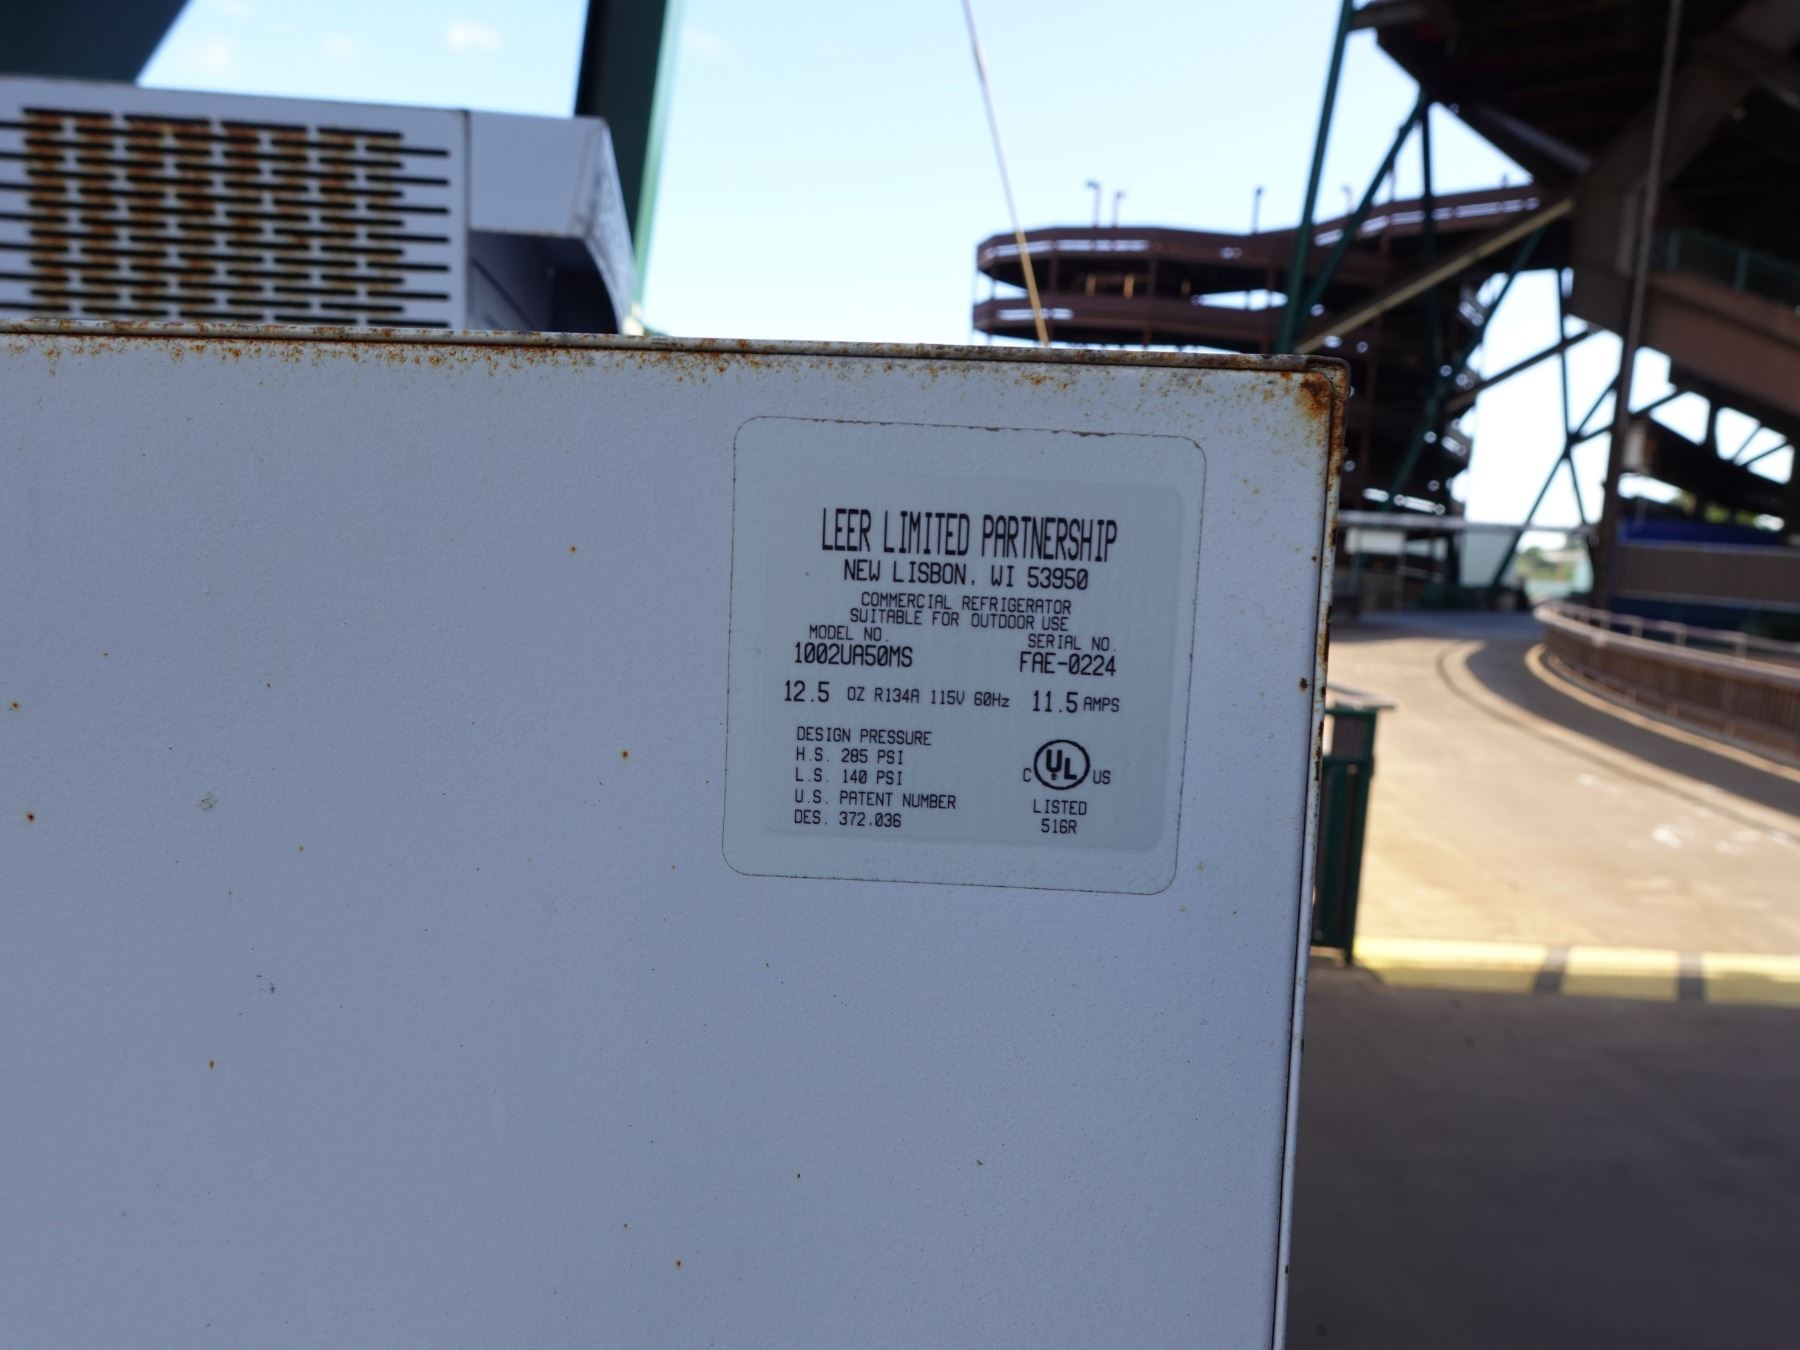 LEER LIMITED PARTNERSHIP
NEW LISBON, WI 53950
COMMERCIAL REFRIGERATOR
SUITABLE FOR OUTDOOR USE
MODEL NO. SERIAL NO.
1002UA50MS FAE-0224
12.5 OZ R134A 115V 60Hz 11.5 AMPS
DESIGN PRESSURE
H.S. 285 PSI
L.S. 140 PSI
U.S. PATENT NUMBER
DES. 372,036
C UL US
LISTED
516R